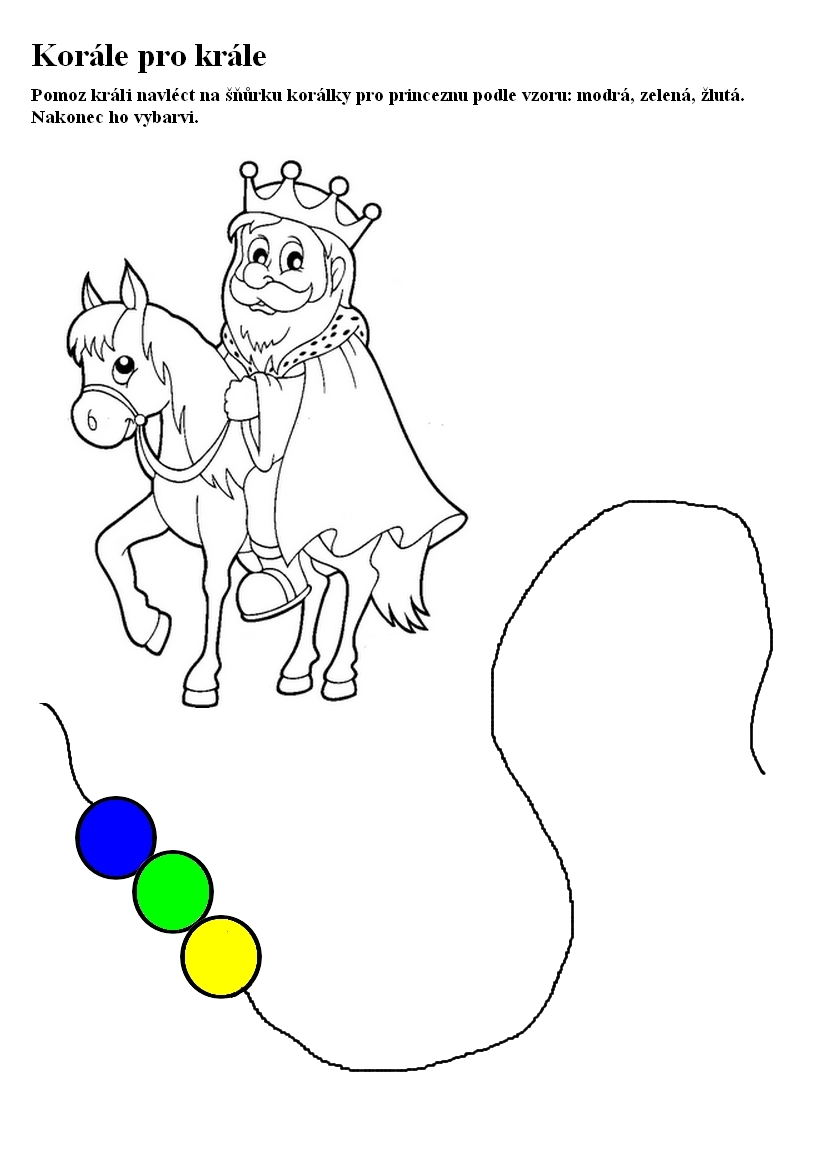 Korále pro krále
Pomoz králi navléct na šňůrku korálky pro princeznu podle vzoru: modrá, zelená, žlutá.
Nakonec ho vybarvi.